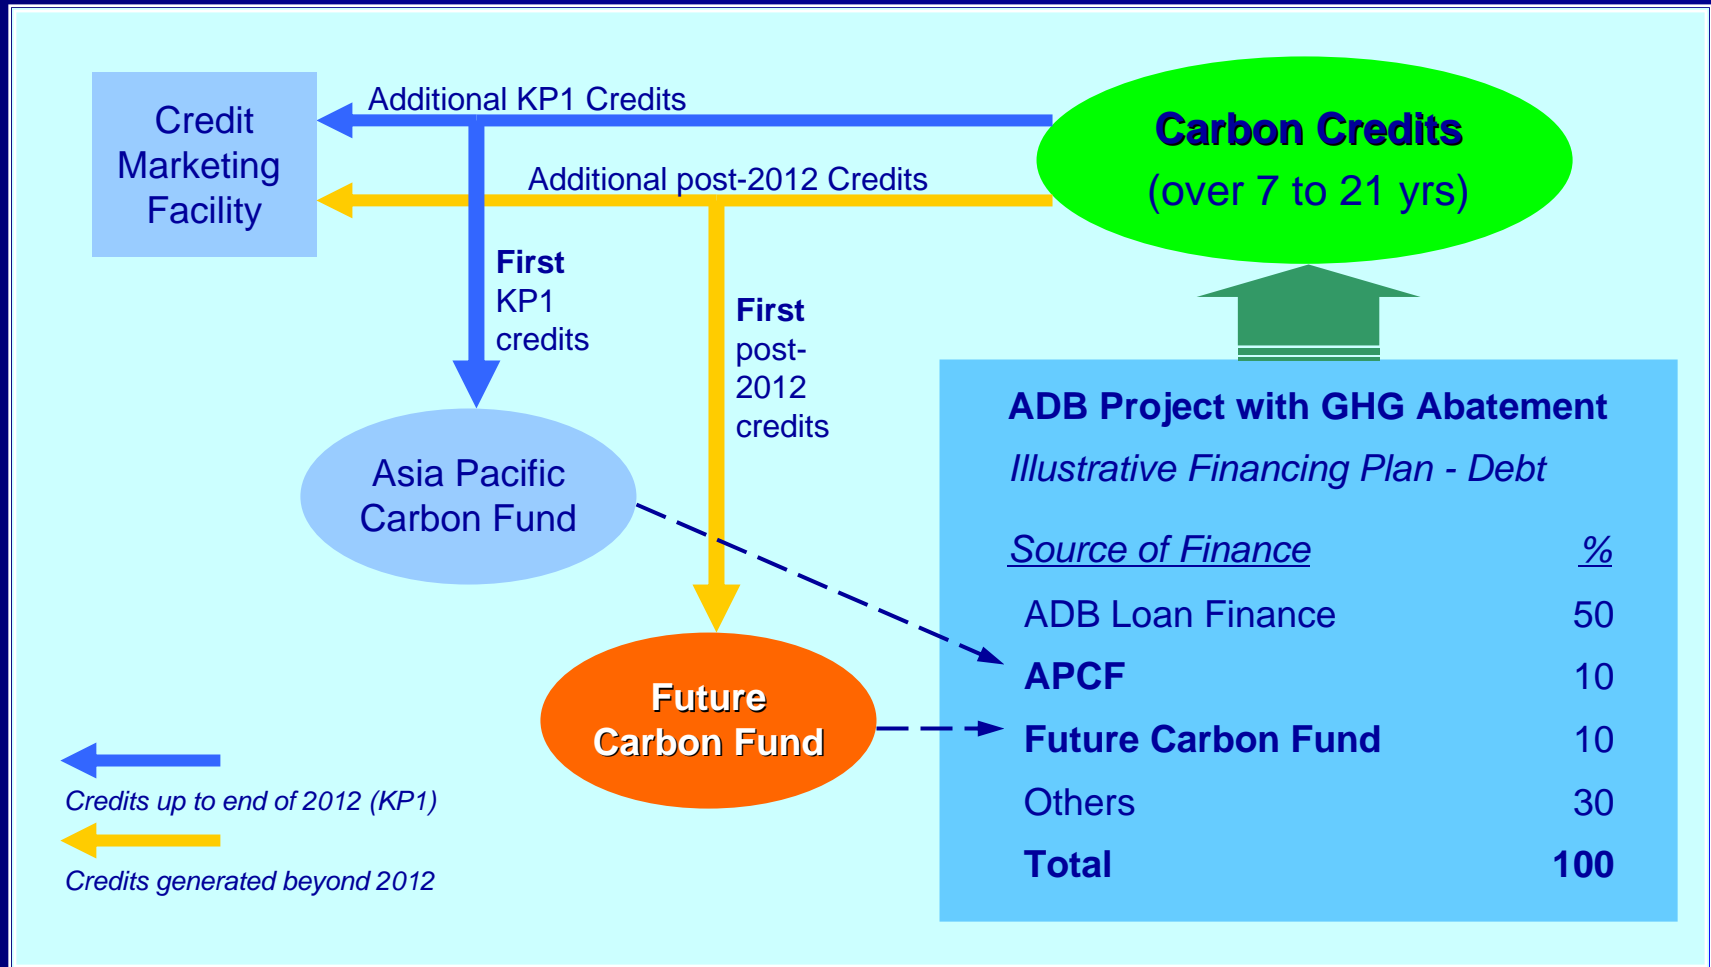 Credit
Marketing
Facility
Additional KP1 Credits
Additional post-2012 Credits
Carbon Credits
(over 7 to 21 yrs)
First
KP1
credits
First
post-
2012
credits
Asia Pacific
Carbon Fund
Future
Carbon Fund
Credits up to end of 2012 (KP1)
Credits generated beyond 2012
ADB Project with GHG Abatement
Illustrative Financing Plan - Debt
Source of Finance %
ADB Loan Finance 50
APCF 10
Future Carbon Fund 10
Others 30
Total 100